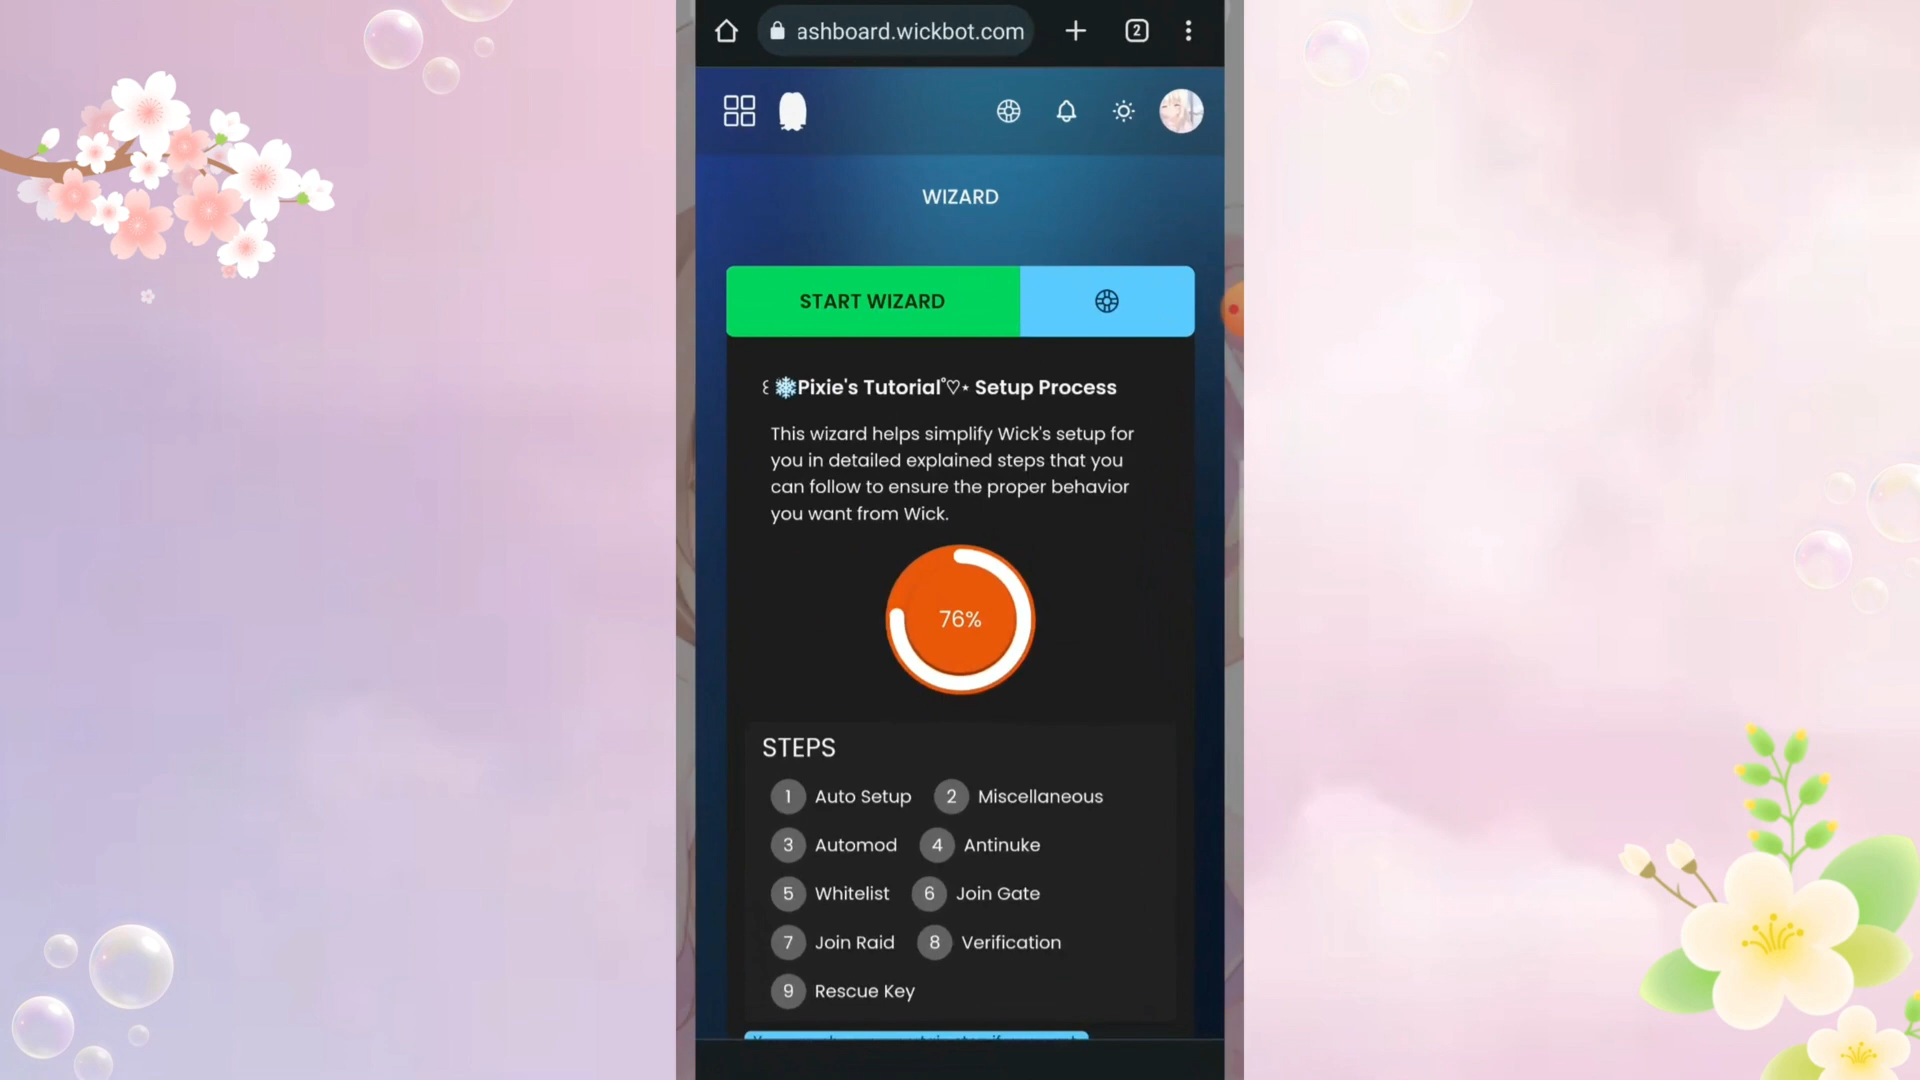 ashboard.wickbot.com
2
WIZARD
START WIZARD
꒰ ❄️Pixie's Tutorial˚♡⋆ Setup Process
This wizard helps simplify Wick's setup for
you in detailed explained steps that you
can follow to ensure the proper behavior
you want from Wick.
76%
STEPS
1 Auto Setup 2 Miscellaneous
3 Automod 4 Antinuke
5 Whitelist 6 Join Gate
7 Join Raid 8 Verification
9 Rescue Key